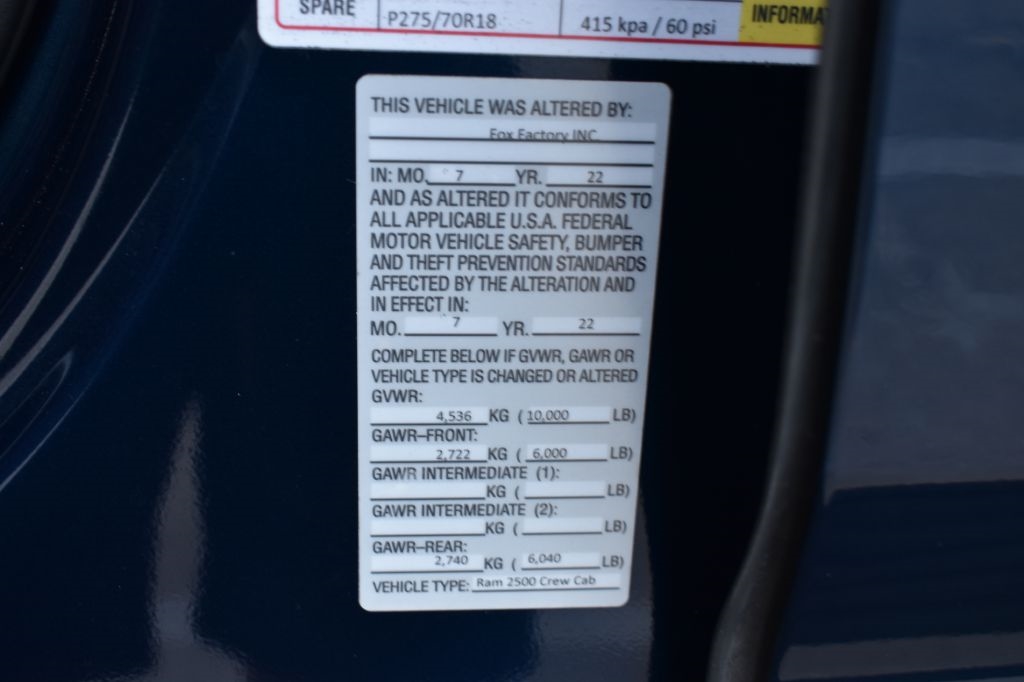 SPARE P275/70R18 415 kpa / 60 psi INFORMA
THIS VEHICLE WAS ALTERED BY:
Fox Factory INC
IN: MO. 7 YR. 22
AND AS ALTERED IT CONFORMS TO
ALL APPLICABLE U.S.A. FEDERAL
MOTOR VEHICLE SAFETY, BUMPER
AND THEFT PREVENTION STANDARDS
AFFECTED BY THE ALTERATION AND
IN EFFECT IN:
MO. 7 YR. 22
COMPLETE BELOW IF GVWR, GAWR OR
VEHICLE TYPE IS CHANGED OR ALTERED
GVWR:
4,536 KG ( 10,000 LB)
GAWR–FRONT:
2,722 KG ( 6,000 LB)
GAWR INTERMEDIATE (1):
KG ( LB)
GAWR INTERMEDIATE (2):
KG ( LB)
GAWR–REAR:
2,740 KG ( 6,040 LB)
VEHICLE TYPE: Ram 2500 Crew Cab